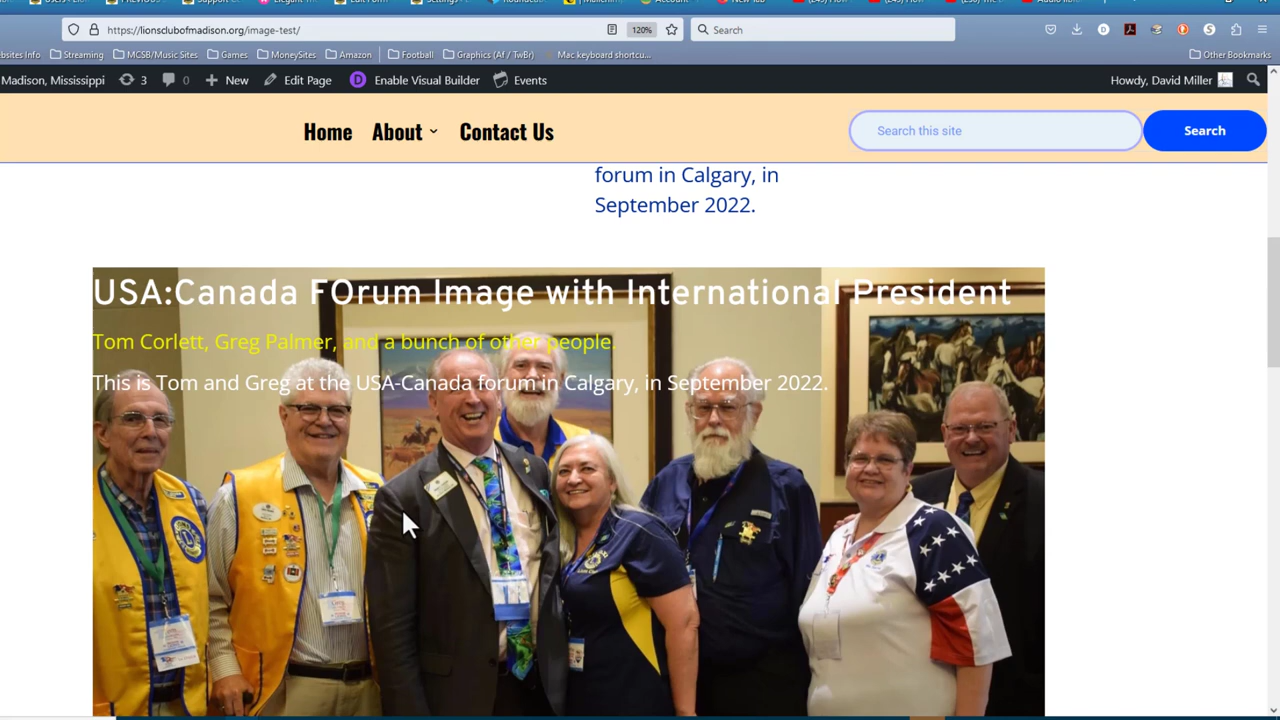 https://lionsclubofmadison.org/image-test/
120%
Search
Streaming
MCSB/Music Sites
Games
MoneySites
Amazon
Football
Graphics (Af / TwBr)
Mac keyboard shortcu...
Other Bookmarks
Madison, Mississippi
3
0
New
Edit Page
Enable Visual Builder
Events
Howdy, David Miller
Home
About
Contact Us
Search this site
Search
forum in Calgary, in
September 2022.
USA:Canada FOrum Image with International President
Tom Corlett, Greg Palmer, and a bunch of other people.
This is Tom and Greg at the USA-Canada forum in Calgary, in September 2022.